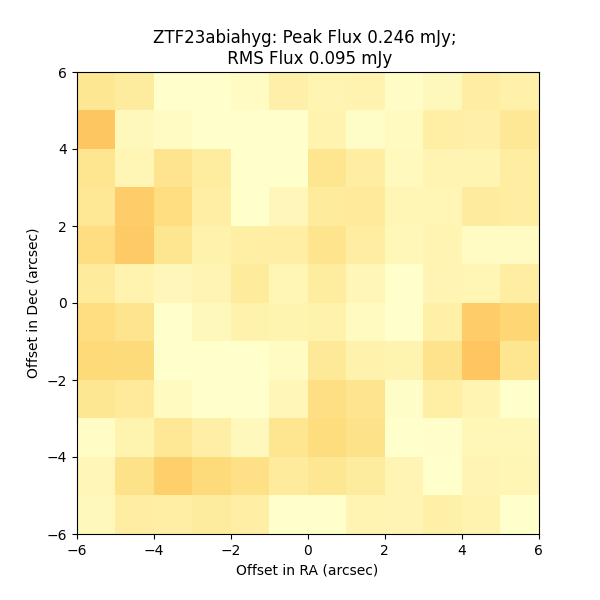 ZTF23abiahyg: Peak Flux 0.246 mJy;
RMS Flux 0.095 mJy
6
4
2
0
−2
−4
−6
Offset in Dec (arcsec)
−6 −4 −2 0 2 4 6
Offset in RA (arcsec)